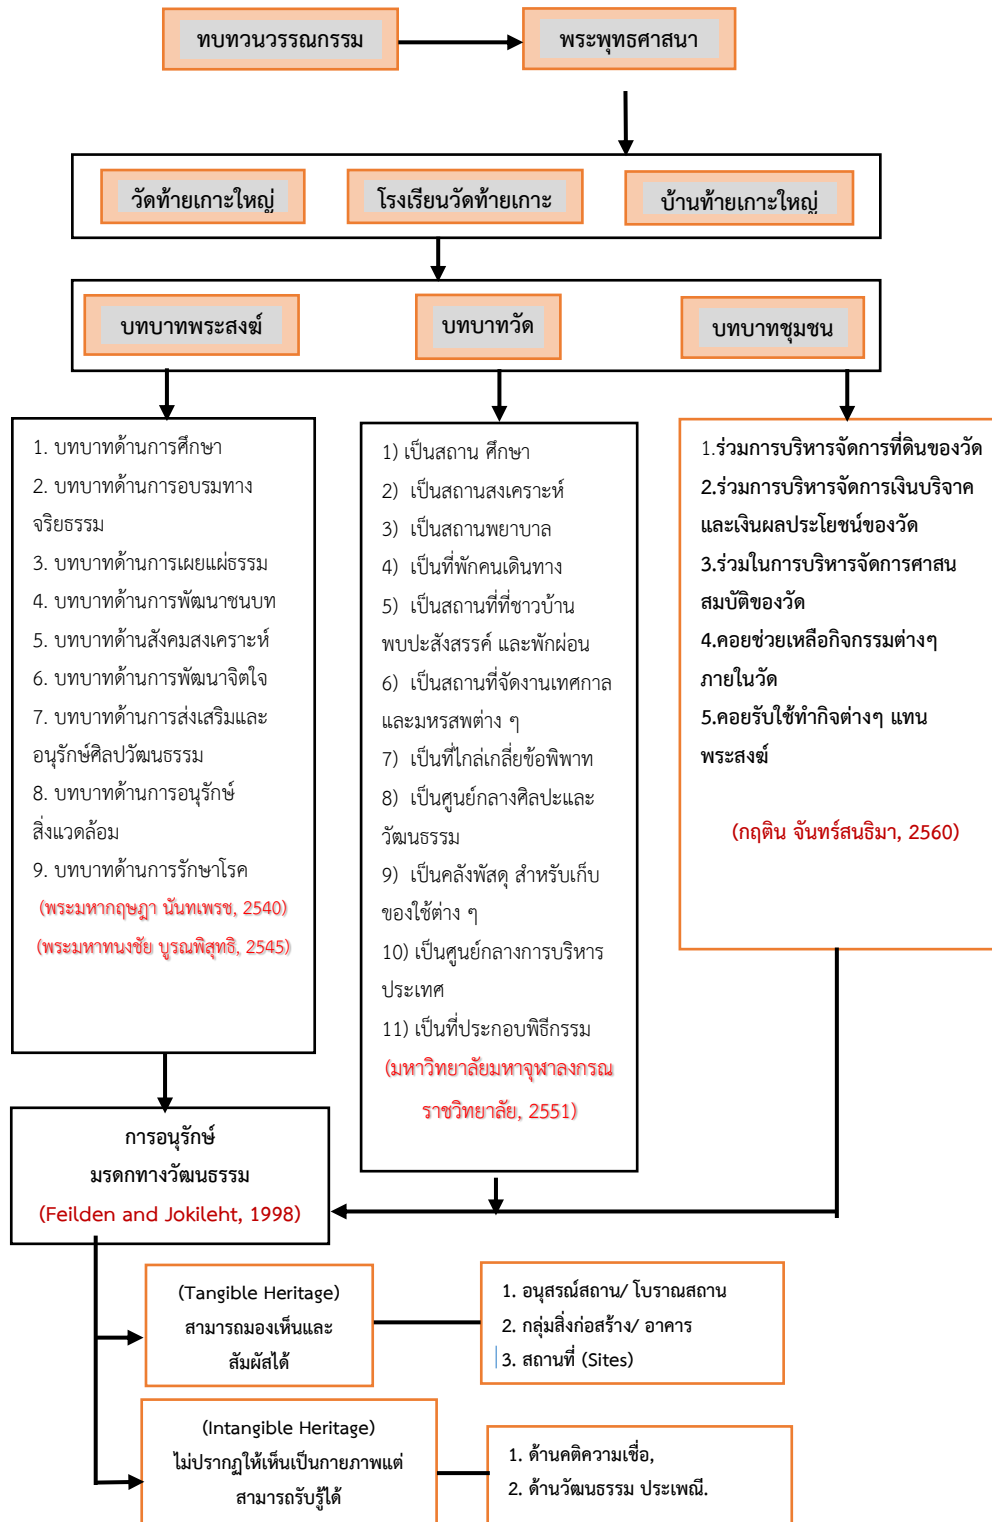 ทบทวนวรรณกรรม
พระพุทธศาสนา
วัดท้ายเกาะใหญ่
โรงเรียนวัดท้ายเกาะ
บ้านท้ายเกาะใหญ่
บทบาทพระสงฆ์
บทบาทวัด
บทบาทชุมชน
1. บทบาทด้านการศึกษา
2. บทบาทด้านการอบรมทาง
จริยธรรม
3. บทบาทด้านการเผยแผ่ธรรม
4. บทบาทด้านการพัฒนาชนบท
5. บทบาทด้านสังคมสงเคราะห์
6. บทบาทด้านการพัฒนาจิตใจ
7. บทบาทด้านการส่งเสริมและ
อนุรักษ์ศิลปวัฒนธรรม
8. บทบาทด้านการอนุรักษ์
สิ่งแวดล้อม
9. บทบาทด้านการรักษาโรค
(พระมหากฤษฎา นันทเพรช, 2540)
(พระมหาทนงชัย บูรณพิสุทธิ, 2545)
1) เป็นสถาน ศึกษา
2) เป็นสถานสงเคราะห์
3) เป็นสถานพยาบาล
4) เป็นที่พักคนเดินทาง
5) เป็นสถานที่ที่ชาวบ้าน
พบปะสังสรรค์ และพักผ่อน
6) เป็นสถานที่จัดงานเทศกาล
และมหรสพต่าง ๆ
7) เป็นที่ไกล่เกลี่ยข้อพิพาท
8) เป็นศูนย์กลางศิลปะและ
วัฒนธรรม
9) เป็นคลังพัสดุ สำหรับเก็บ
ของใช้ต่าง ๆ
10) เป็นศูนย์กลางการบริหาร
ประเทศ
11) เป็นที่ประกอบพิธีกรรม
(มหาวิทยาลัยมหาจุฬาลงกรณ
ราชวิทยาลัย, 2551)
1.ร่วมการบริหารจัดการที่ดินของวัด
2.ร่วมการบริหารจัดการเงินบริจาค
และเงินผลประโยชน์ของวัด
3.ร่วมในการบริหารจัดการศาสน
สมบัติของวัด
4.คอยช่วยเหลือกิจกรรมต่างๆ
ภายในวัด
5.คอยรับใช้ทำกิจต่างๆ แทน
พระสงฆ์
(กฤติน จันทร์สนธิมา, 2560)
การอนุรักษ์
มรดกทางวัฒนธรรม
(Feilden and Jokileht, 1998)
(Tangible Heritage)
สามารถมองเห็นและ
สัมผัสได้
1. อนุสรณ์สถาน/ โบราณสถาน
2. กลุ่มสิ่งก่อสร้าง/ อาคาร
3. สถานที่ (Sites)
(Intangible Heritage)
ไม่ปรากฏให้เห็นเป็นกายภาพแต่
สามารถรับรู้ได้
1. ด้านคติความเชื่อ,
2. ด้านวัฒนธรรม ประเพณี.